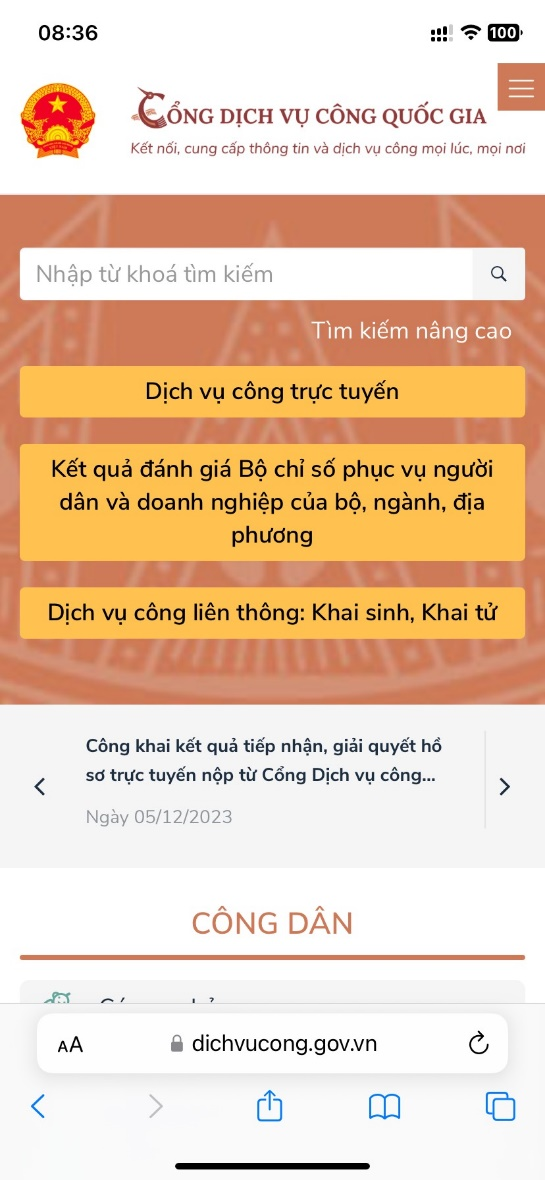 08:36
100
CỔNG DỊCH VỤ CÔNG QUỐC GIA
Kết nối, cung cấp thông tin và dịch vụ công mọi lúc, mọi nơi
Nhập từ khoá tìm kiếm
Tìm kiếm nâng cao
Dịch vụ công trực tuyến
Kết quả đánh giá Bộ chỉ số phục vụ người
dân và doanh nghiệp của bộ, ngành, địa
phương
Dịch vụ công liên thông: Khai sinh, Khai tử
Công khai kết quả tiếp nhận, giải quyết hồ
sơ trực tuyến nộp từ Cổng Dịch vụ công...
Ngày 05/12/2023
CÔNG DÂN
AA
dichvucong.gov.vn